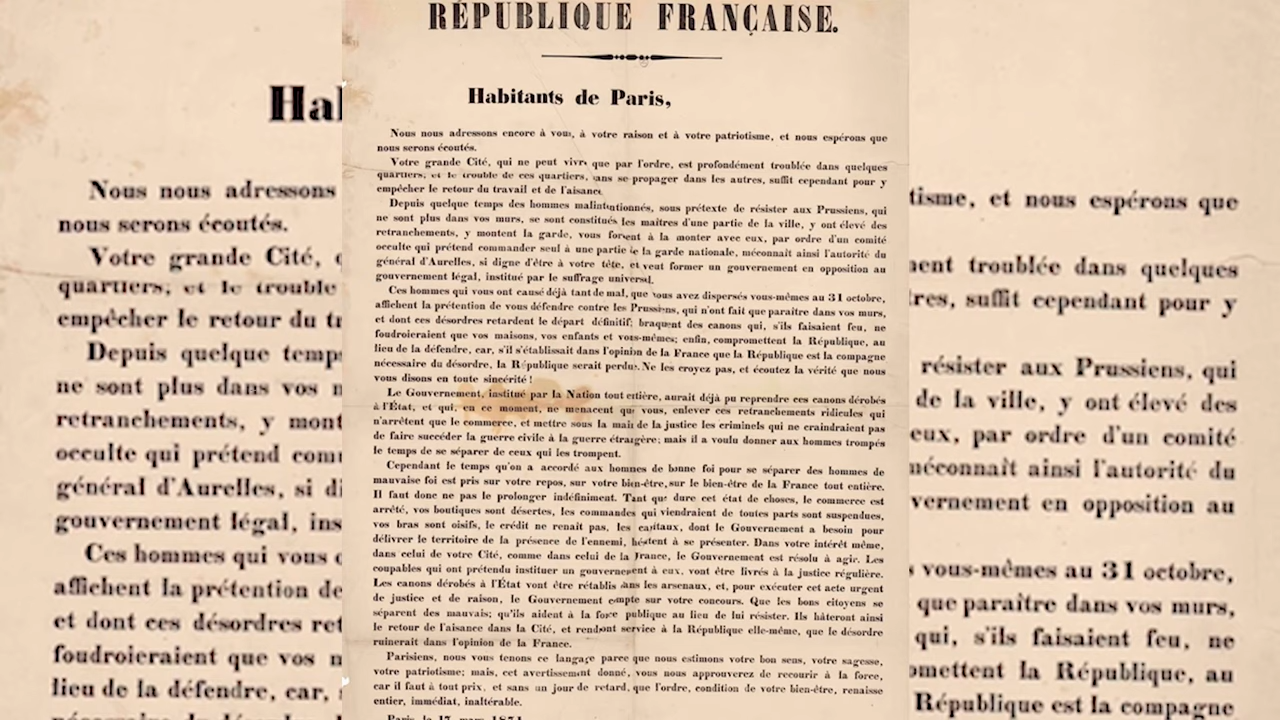 RÉPUBLIQUE FRANÇAISE.
Habitants de Paris,
Nous nous adressons encore à vous, à votre raison et à votre patriotisme, et nous espérons que
nous serons écoutés.
Votre grande Cité, qui ne peut vivre que par l'ordre, est profondément troublée dans quelques
quartiers, et le trouble de ces quartiers, sans se propager dans les autres, suffit cependant pour y
empêcher le retour du travail et de l'aisance.
Depuis quelque temps des hommes malintentionnés, sous prétexte de résister aux Prussiens, qui
ne sont plus dans vos murs, se sont constitués les maîtres d'une partie de la ville, y ont élevé des
retranchements, y montent la garde, vous forcent à la monter avec eux, par ordre d'un comité
occulte qui prétend commander seul à une partie de la garde nationale, méconnaît ainsi l'autorité du
général d'Aurelles, si digne d'être à votre tête, et veut former un gouvernement en opposition au
gouvernement légal, institué par le suffrage universel.
Ces hommes qui vous ont causé déjà tant de mal, que vous avez dispersés vous-mêmes au 31 octobre,
affichent la prétention de vous défendre contre les Prussiens, qui n'ont fait que paraître dans vos murs,
et dont ces désordres retardent le départ définitif; braquent des canons qui, s'ils faisaient feu, ne
foudroieraient que vos maisons, vos enfants et vous-mêmes; enfin, compromettent la République, au
lieu de la défendre, car, s'il s'établissait dans l'opinion de la France que la République est la compagne
nécessaire du désordre, la République serait perdue. Ne les croyez pas, et écoutez la vérité que nous
vous disons en toute sincérité !
Le Gouvernement, institué par la Nation tout entière, aurait déjà pu reprendre ces canons dérobés
à l'État, et qui, en ce moment, ne menacent que vous, enlever ces retranchements ridicules qui
n'arrêtent que le commerce, et mettre sous la main de la justice les criminels qui ne craindraient pas
de faire succéder la guerre civile à la guerre étrangère; mais il a voulu donner aux hommes trompés
le temps de se séparer de ceux qui les trompent.
Cependant le temps qu'on a accordé aux hommes de bonne foi pour se séparer des hommes de
mauvaise foi est pris sur votre repos, sur votre bien-être, sur le bien-être de la France tout entière.
Il faut donc ne pas le prolonger indéfiniment. Tant que dure cet état de choses, le commerce est
arrêté, vos boutiques sont désertes, les commandes qui viendraient de toutes parts sont suspendues,
vos bras sont oisifs, le crédit ne renaît pas, les capitaux, dont le Gouvernement a besoin pour
délivrer le territoire de la présence de l'ennemi, hésitent à se présenter. Dans votre intérêt même,
dans celui de votre Cité, comme dans celui de la France, le Gouvernement est résolu à agir. Les
coupables qui ont prétendu instituer un gouvernement à eux, vont être livrés à la justice régulière.
Les canons dérobés à l'État vont être rétablis dans les arsenaux, et, pour exécuter cet acte urgent
de justice et de raison, le Gouvernement compte sur votre concours. Que les bons citoyens se
séparent des mauvais; qu'ils aident à la force publique au lieu de lui résister. Ils hâteront ainsi
le retour de l'aisance dans la Cité, et rendront service à la République elle-même, que le désordre
ruinerait dans l'opinion de la France.
Parisiens, nous vous tenons ce langage parce que nous estimons votre bon sens, votre sagesse,
votre patriotisme; mais, cet avertissement donné, vous nous approuverez de recourir à la force,
car il faut à tout prix, et sans un jour de retard, que l'ordre, condition de votre bien-être, renaisse
entier, immédiat, inaltérable.
Paris, le 17 mars 1871